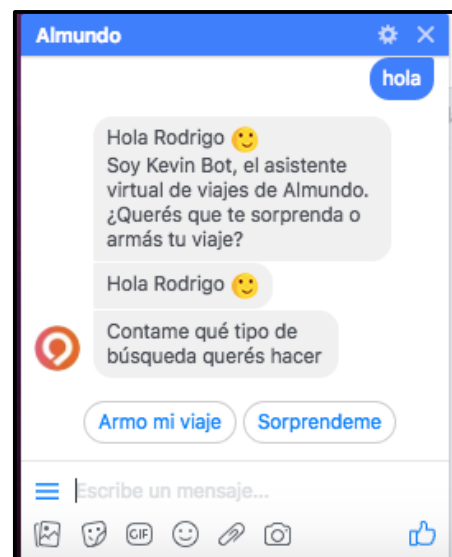 Almundo
hola
Hola Rodrigo 🙂
Soy Kevin Bot, el asistente
virtual de viajes de Almundo.
¿Querés que te sorprenda o
armás tu viaje?
Hola Rodrigo 🙂
Contame qué tipo de
búsqueda querés hacer
Armo mi viaje Sorprendeme
Escribe un mensaje...
GIF